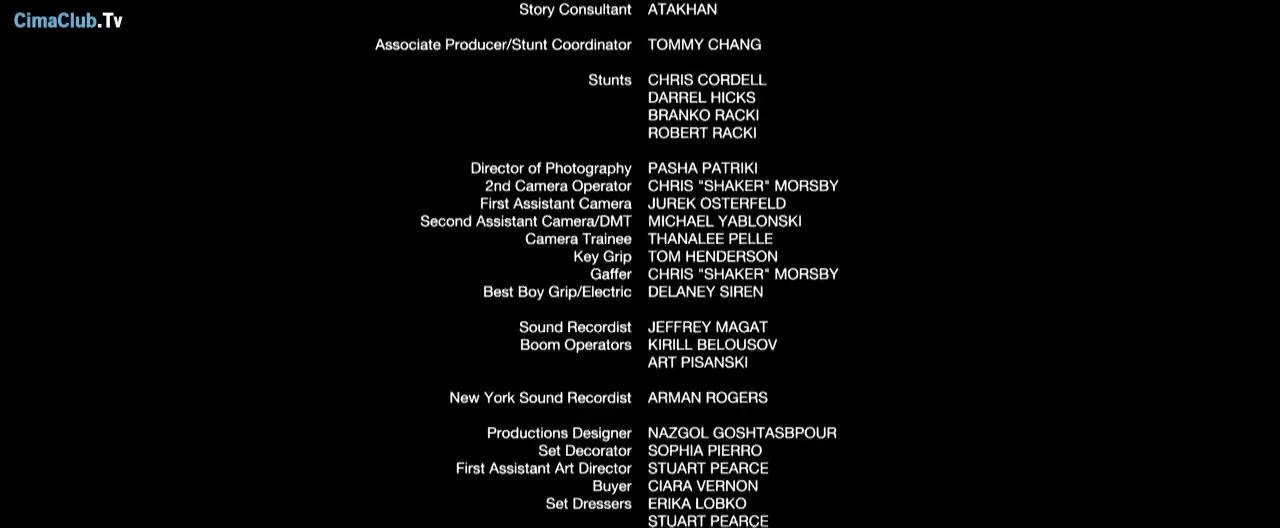 CimaClub.Tv
Story Consultant ATAKHAN
Associate Producer/Stunt Coordinator TOMMY CHANG
Stunts CHRIS CORDELL
DARREL HICKS
BRANKO RACKI
ROBERT RACKI
Director of Photography PASHA PATRIKI
2nd Camera Operator CHRIS "SHAKER" MORSBY
First Assistant Camera JUREK OSTERFELD
Second Assistant Camera/DMT MICHAEL YABLONSKI
Camera Trainee THANALEE PELLE
Key Grip TOM HENDERSON
Gaffer CHRIS "SHAKER" MORSBY
Best Boy Grip/Electric DELANEY SIREN
Sound Recordist JEFFREY MAGAT
Boom Operators KIRILL BELOUSOV
ART PISANSKI
New York Sound Recordist ARMAN ROGERS
Productions Designer NAZGOL GOSHTASBPOUR
Set Decorator SOPHIA PIERRO
First Assistant Art Director STUART PEARCE
Buyer CIARA VERNON
Set Dressers ERIKA LOBKO
STUART PEARCE